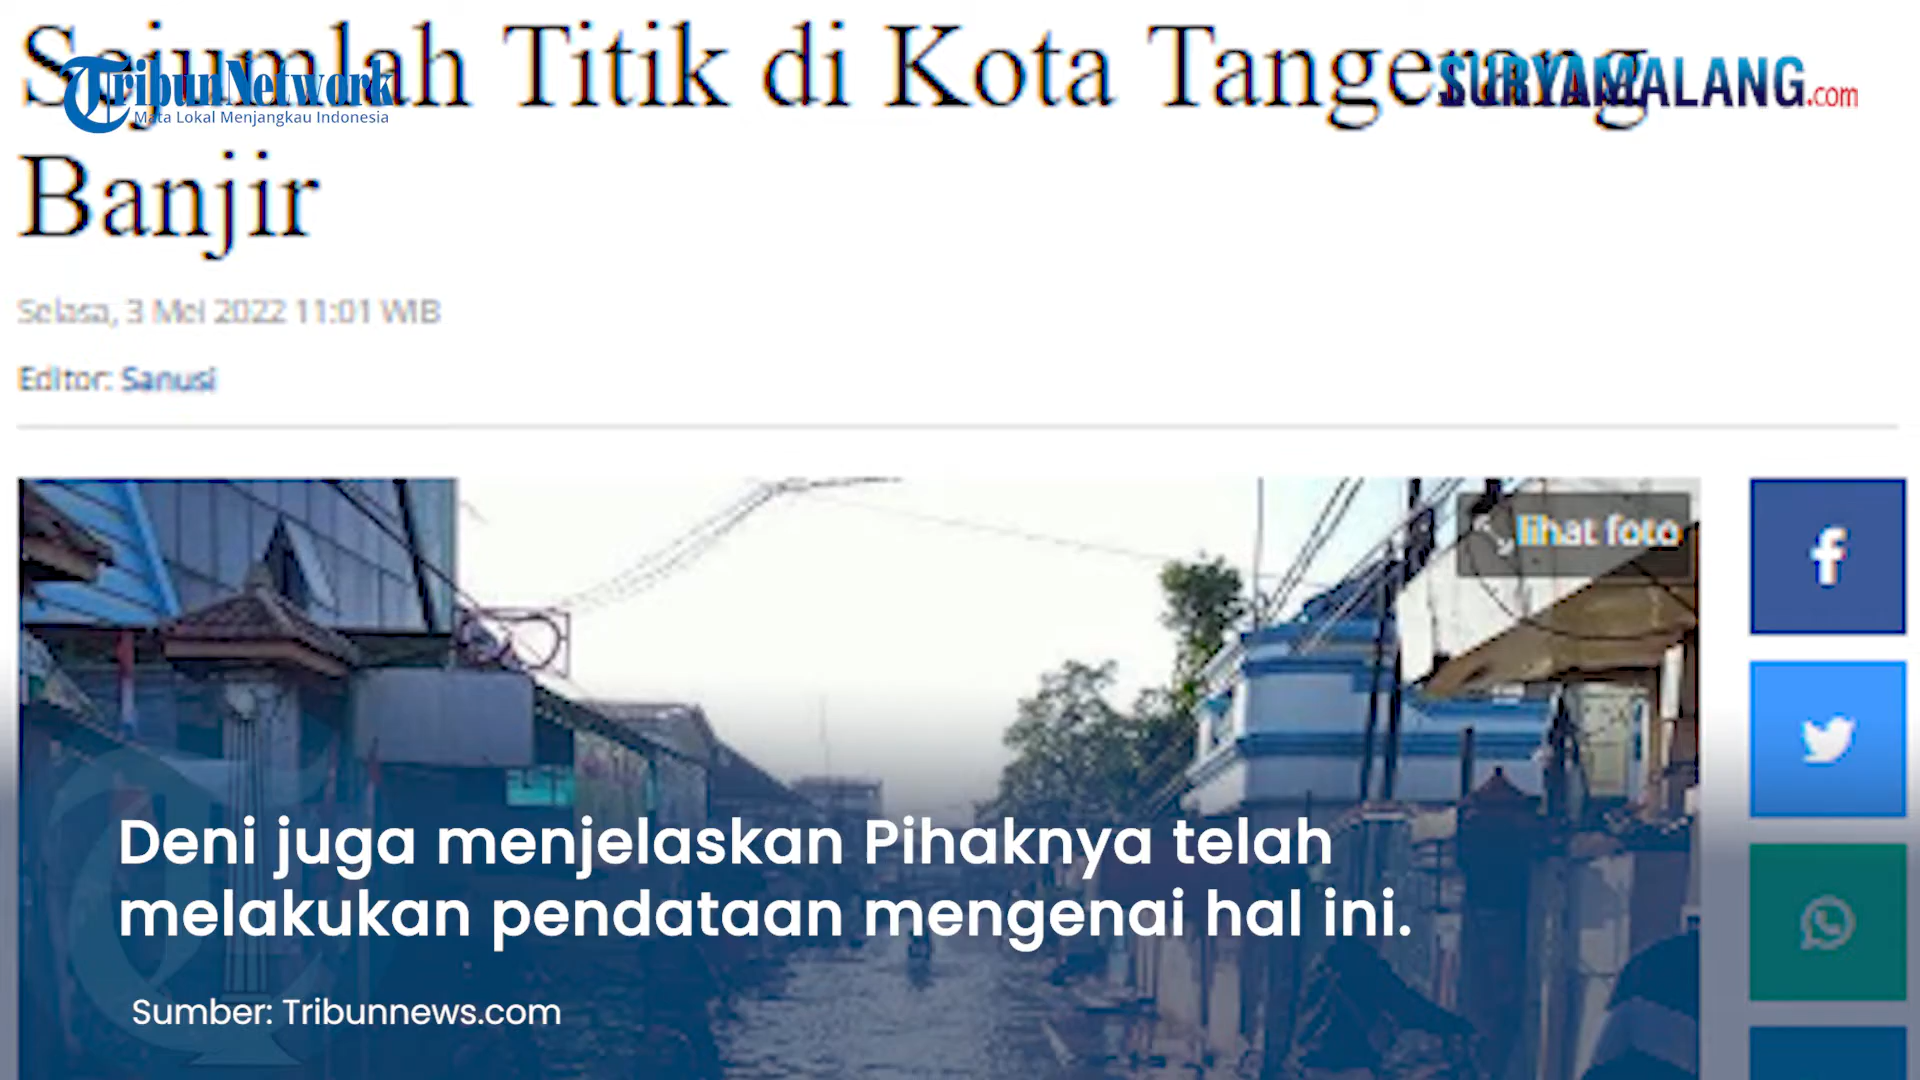 Sejumlah Titik di Kota Tangerang
TribunNetwork
Mata Lokal Menjangkau Indonesia
SURYAMALANG.com
Banjir
Selasa, 3 Mei 2022 11:01 WIB
Editor: Sanusi
lihat foto
Deni juga menjelaskan Pihaknya telah
melakukan pendataan mengenai hal ini.
Sumber: Tribunnews.com